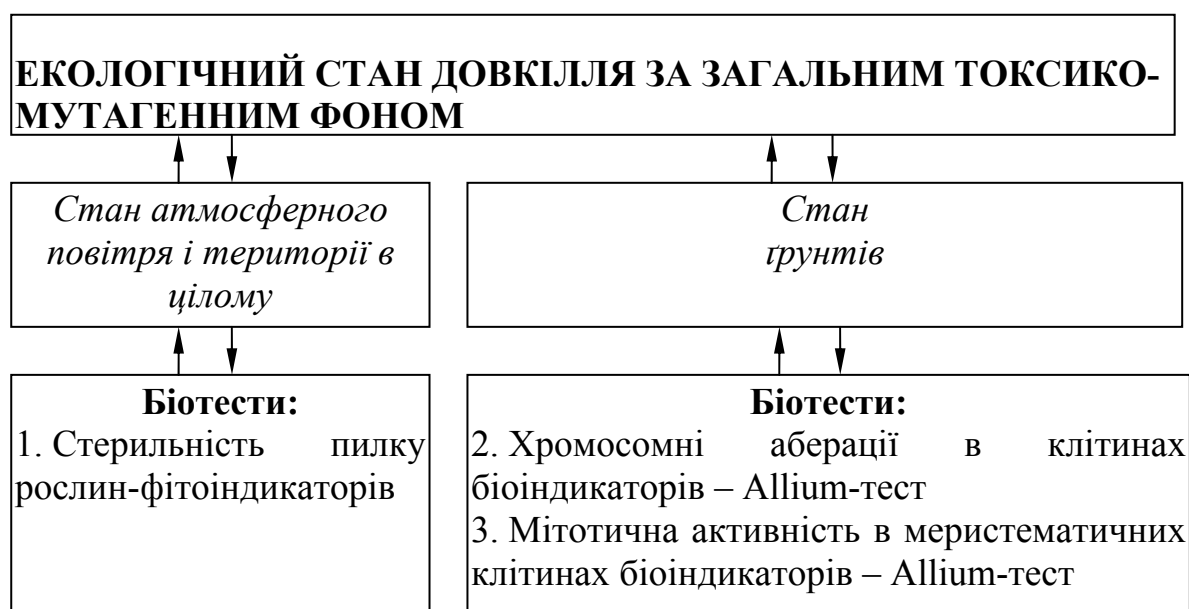 ЕКОЛОГІЧНИЙ СТАН ДОВКІЛЛЯ ЗА ЗАГАЛЬНИМ ТОКСИКО-
МУТАГЕННИМ ФОНОМ
Стан атмосферного
повітря і території в
цілому
Стан
ґрунтів
Біотести:
1. Стерильність пилку
рослин-фітоіндикаторів
Біотести:
2. Хромосомні аберації в клітинах
біоіндикаторів – Allium-тест
3. Мітотична активність в меристематичних
клітинах біоіндикаторів – Allium-тест